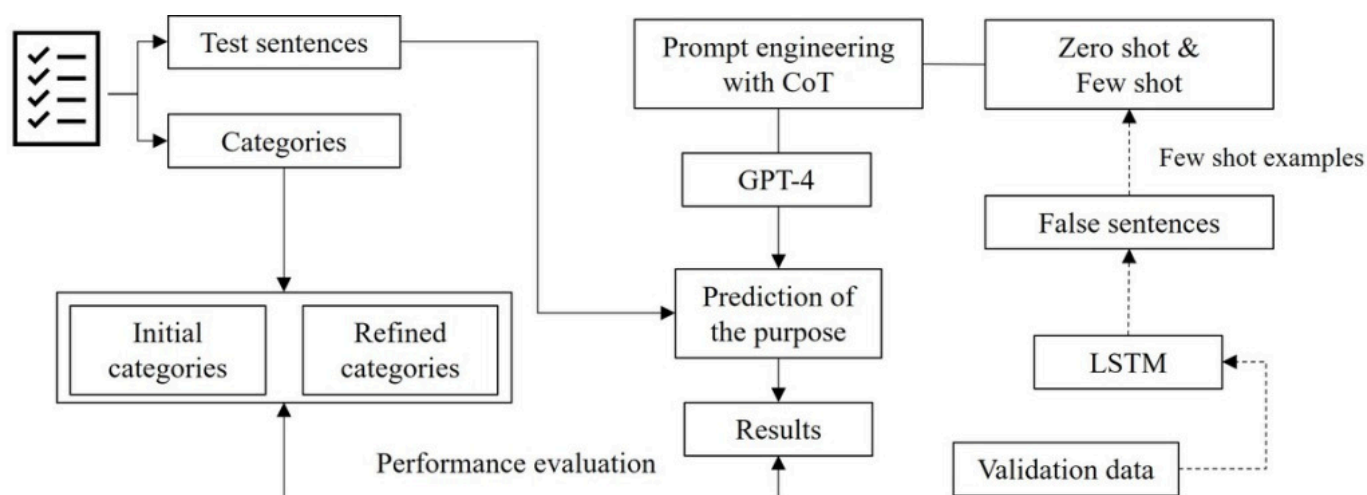 Test sentences
Categories
Initial
categories
Refined
categories
Performance evaluation
Prompt engineering
with CoT
GPT-4
Prediction of
the purpose
Results
Zero shot &
Few shot
Few shot examples
False sentences
LSTM
Validation data